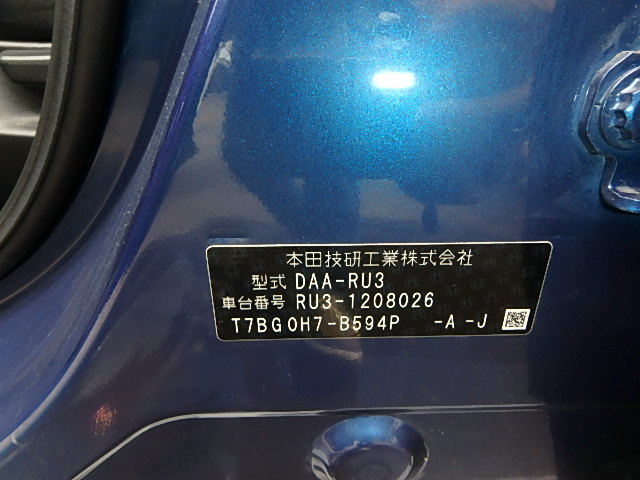 本田技研工業株式会社
型式 DAA-RU3
車台番号 RU3-1208026
T7BG0H7-B594P -A -J